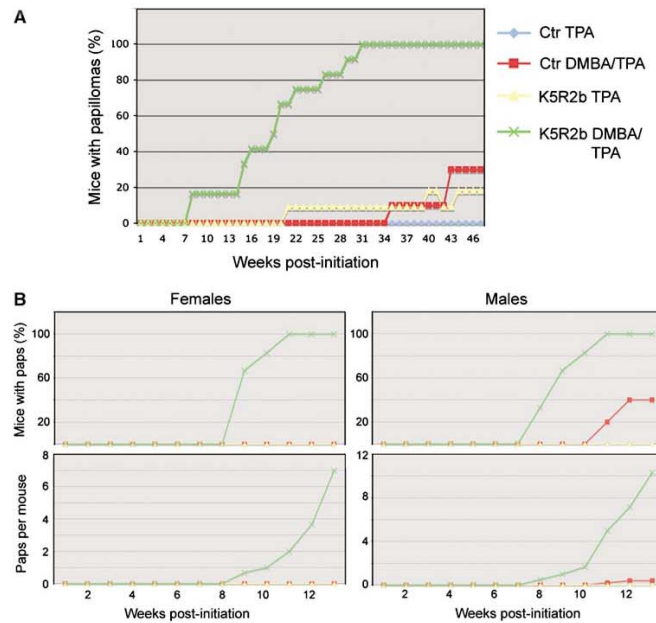 A
Mice with papillomas (%)
120
100
80
60
40
20
0
1 4 7 10 13 16 19 22 25 28 31 34 37 40 43 46
Weeks post-initiation
Ctr TPA
Ctr DMBA/TPA
K5R2b TPA
K5R2b DMBA/
TPA
B
Females
Males
Mice with paps (%)
100
60
20
100
60
20
Paps per mouse
8
6
4
2
0
12
8
4
0
2 4 6 8 10 12
2 4 6 8 10 12
Weeks post-initiation
Weeks post-initiation